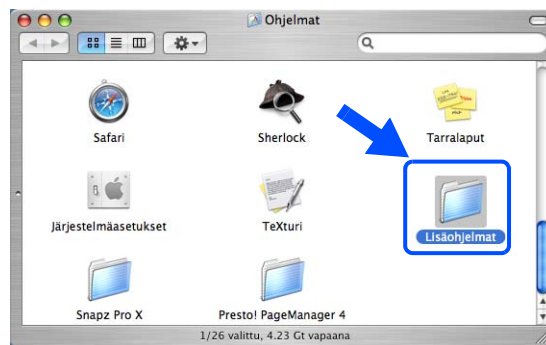 Ohjelmat
Safari
Sherlock
Tarralaput
Järjestelmäasetukset
TeXturi
Lisäohjelmat
Snapz Pro X
Presto! PageManager 4
1/26 valittu, 4.23 Gt vapaana